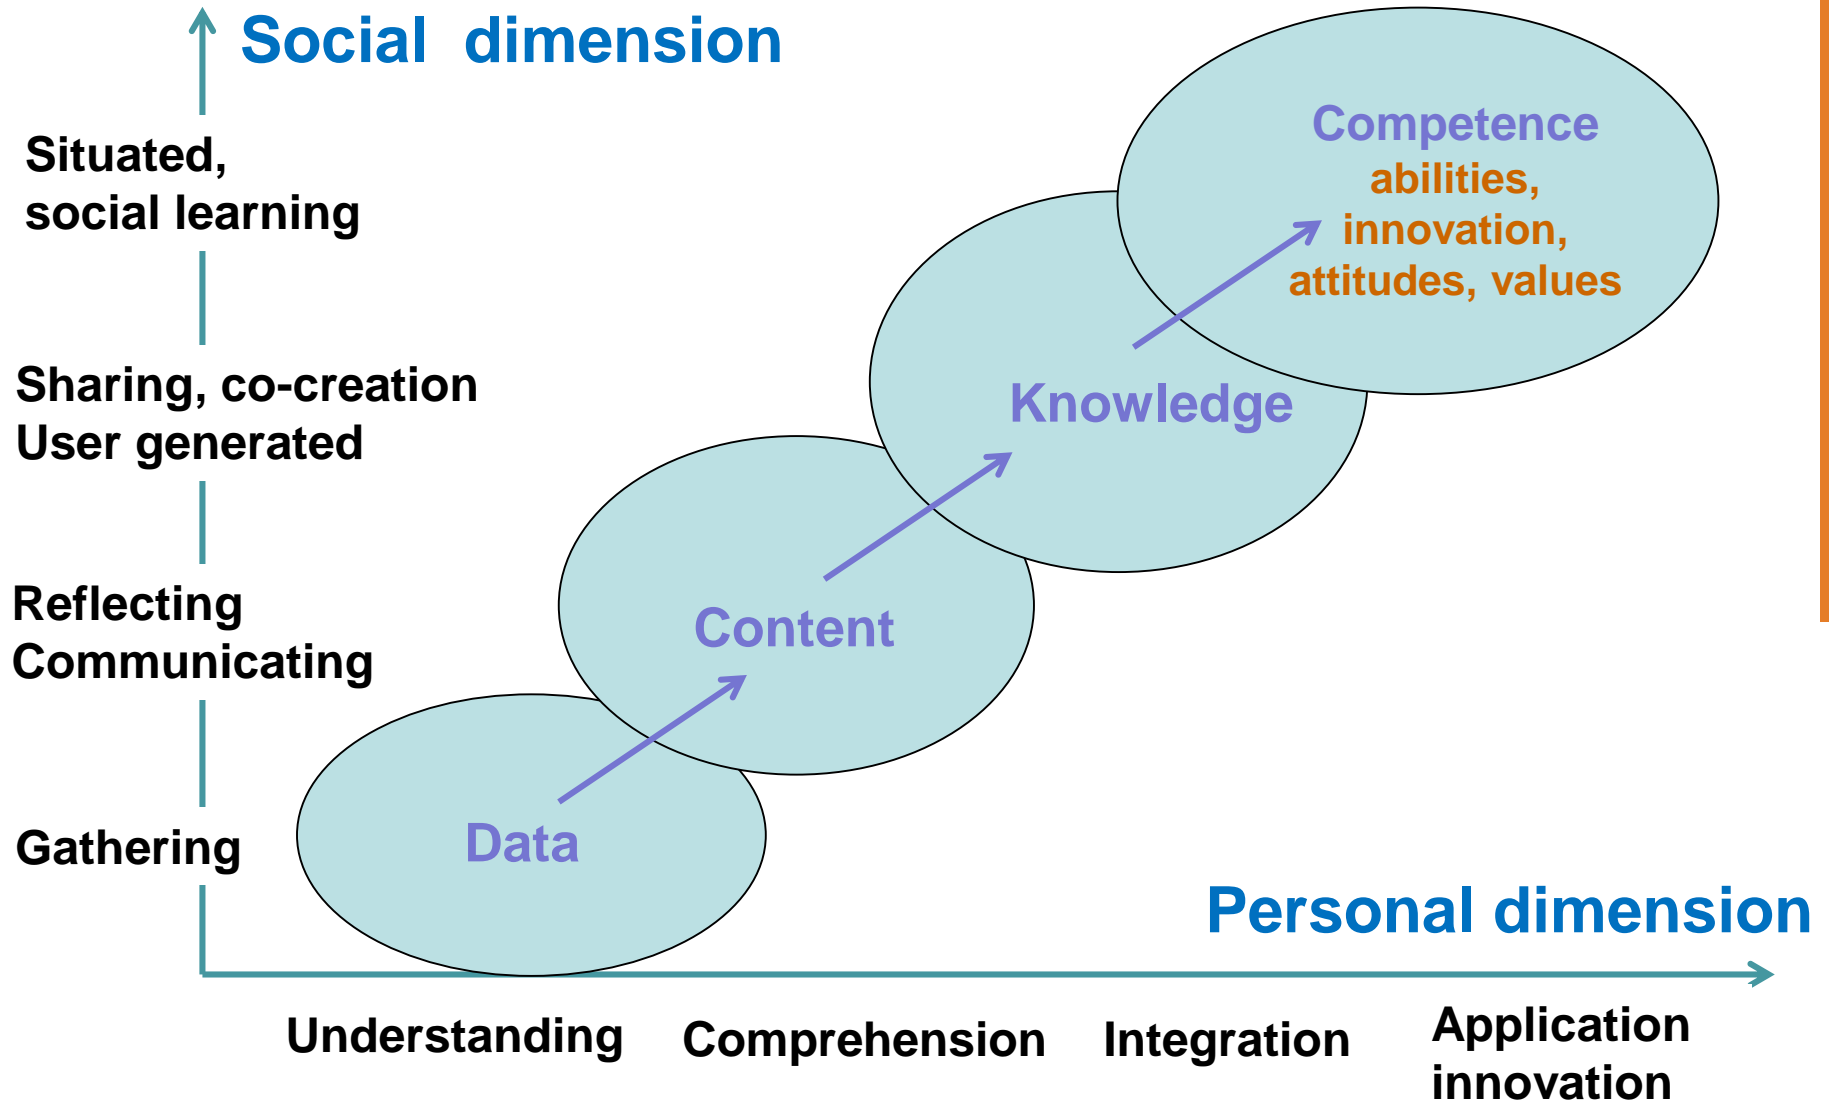 Social dimension
Situated,
social learning
Sharing, co-creation
User generated
Reflecting
Communicating
Gathering
Competence
abilities,
innovation,
attitudes, values
Knowledge
Content
Data
Personal dimension
Understanding
Comprehension
Integration
Application
innovation